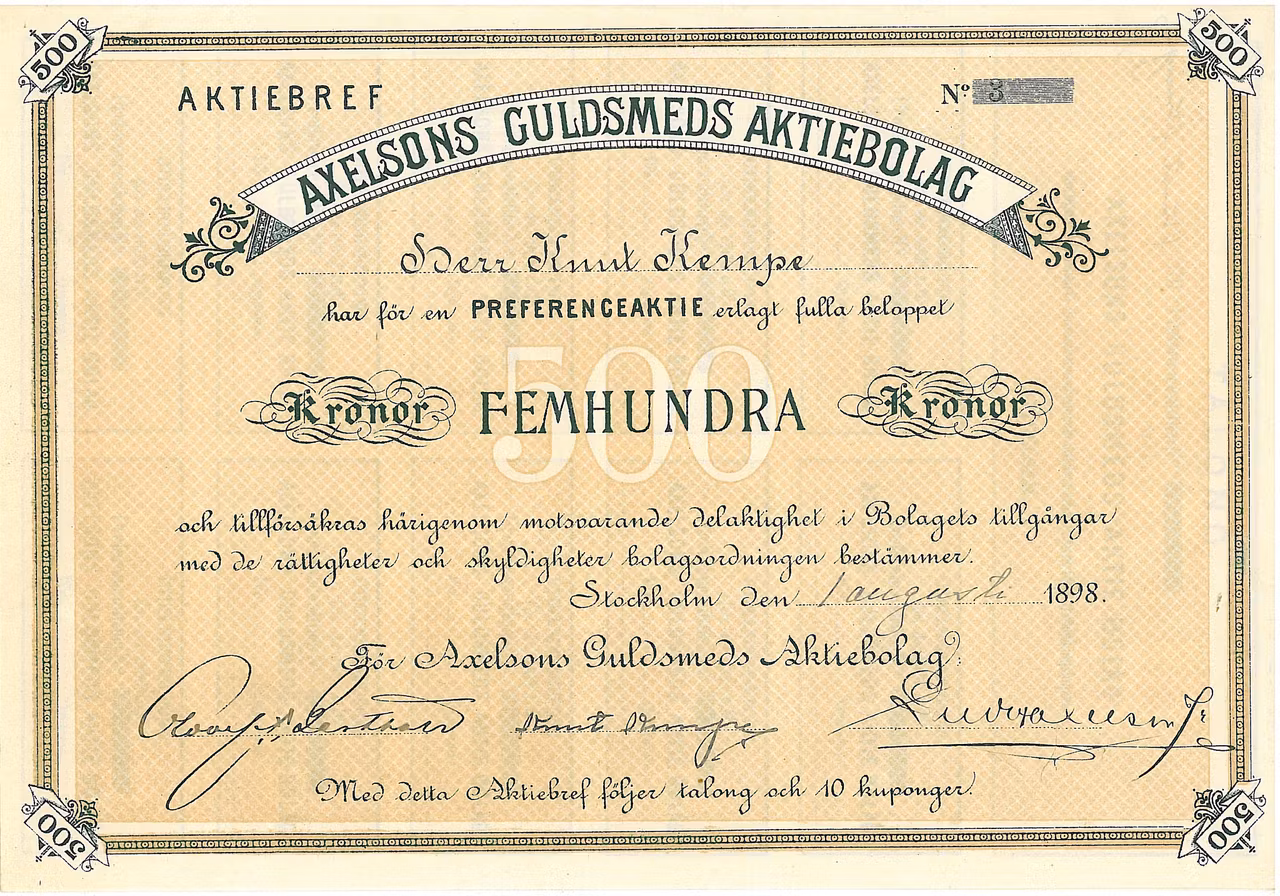 500
500
AKTIEBREF
Nº 3
AXELSONS GULDSMEDS AKTIEBOLAG
Herr Knut Kempe
har för en PREFERENCEAKTIE erlagt fulla beloppet
500
Kronor FEMHUNDRA Kronor
och tillförsäkras härigenom motsvarande delaktighet i Bolagets tillgångar
med de rättigheter och skyldigheter bolagsordningen bestämmer.
Stockholm den 1 augusti 1898.
För Axelsons Guldsmeds Aktiebolag:
Knut Kempe
Med detta Aktiebref följer talong och 10 kuponger.
500
500